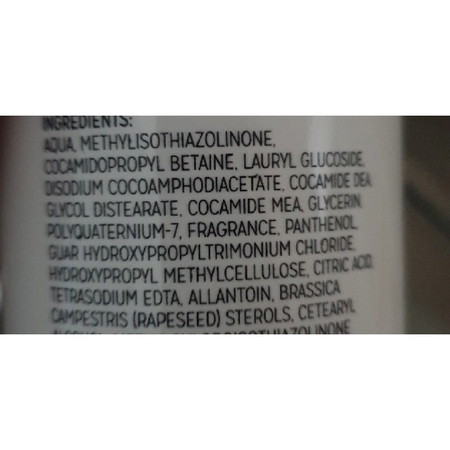 INGREDIENTS:
AQUA, METHYLISOTHIAZOLINONE,
COCAMIDOPROPYL BETAINE, LAURYL GLUCOSIDE,
DISODIUM COCOAMPHODIACETATE, COCAMIDE DEA,
GLYCOL DISTEARATE, COCAMIDE MEA, GLYCERIN,
POLYQUATERNIUM-7, FRAGRANCE, PANTHENOL
GUAR HYDROXYPROPYLTRIMONIUM CHLORIDE,
HYDROXYPROPYL METHYLCELLULOSE, CITRIC ACID,
TETRASODIUM EDTA, ALLANTOIN, BRASSICA
CAMPESTRIS (RAPESEED) STEROLS, CETEARYL